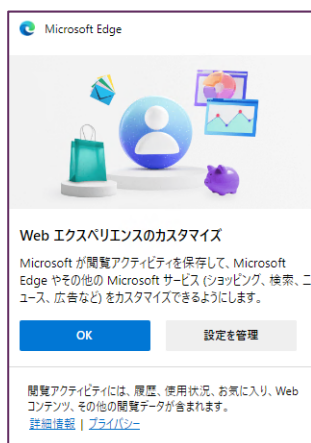 Microsoft Edge
Web エクスペリエンスのカスタマイズ
Microsoft が閲覧アクティビティを保存して、Microsoft
Edge やその他の Microsoft サービス (ショッピング、検索、ニ
ュース、広告など) をカスタマイズできるようにします。
OK
設定を管理
閲覧アクティビティには、履歴、使用状況、お気に入り、Web
コンテンツ、その他の閲覧データが含まれます。
詳細情報 | プライバシー